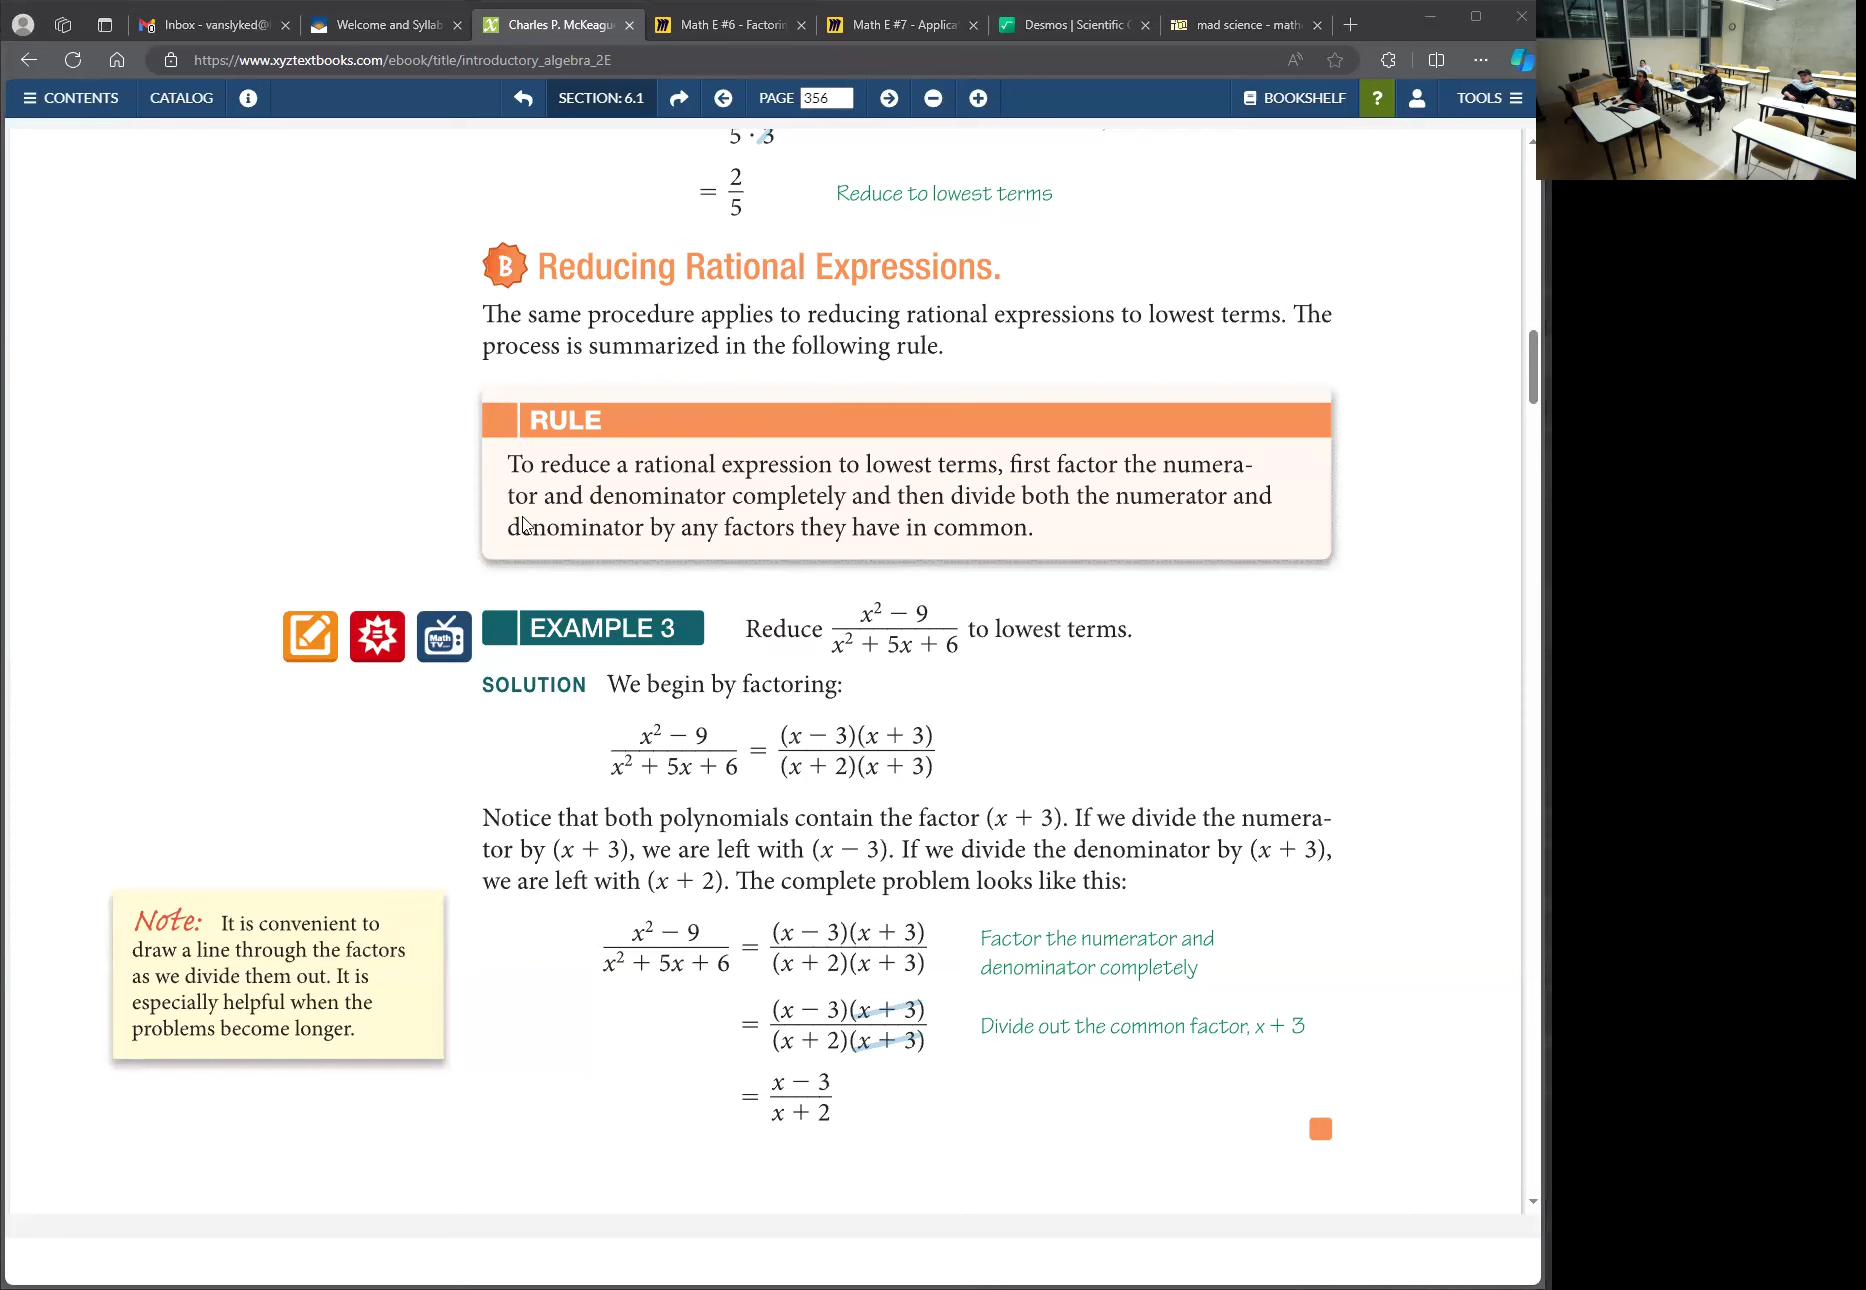 Inbox - vansłyked@
Welcome and Syllab
Charles P. McKeagu
Math E #6 - Factorin
Math E #7 - Applica
Desmos | Scientific
mad science - math
https://www.xyztextbooks.com/ebook/title/introductory_algebra_2E
CONTENTS CATALOG SECTION: 6.1 PAGE 356 BOOKSHELF ? TOOLS
5 · 3
= 2/5 Reduce to lowest terms
B Reducing Rational Expressions.
The same procedure applies to reducing rational expressions to lowest terms. The
process is summarized in the following rule.
RULE
To reduce a rational expression to lowest terms, first factor the numera-
tor and denominator completely and then divide both the numerator and
denominator by any factors they have in common.
Math TV
EXAMPLE 3 Reduce (x² − 9)/(x² + 5x + 6) to lowest terms.
SOLUTION We begin by factoring:
(x² − 9)/(x² + 5x + 6) = (x − 3)(x + 3)/(x + 2)(x + 3)
Notice that both polynomials contain the factor (x + 3). If we divide the numera-
tor by (x + 3), we are left with (x − 3). If we divide the denominator by (x + 3),
we are left with (x + 2). The complete problem looks like this:
Note: It is convenient to
draw a line through the factors
as we divide them out. It is
especially helpful when the
problems become longer.
(x² − 9)/(x² + 5x + 6) = (x − 3)(x + 3)/(x + 2)(x + 3) Factor the numerator and
denominator completely
= (x − 3)(x + 3)/(x + 2)(x + 3) Divide out the common factor, x + 3
= (x − 3)/(x + 2)